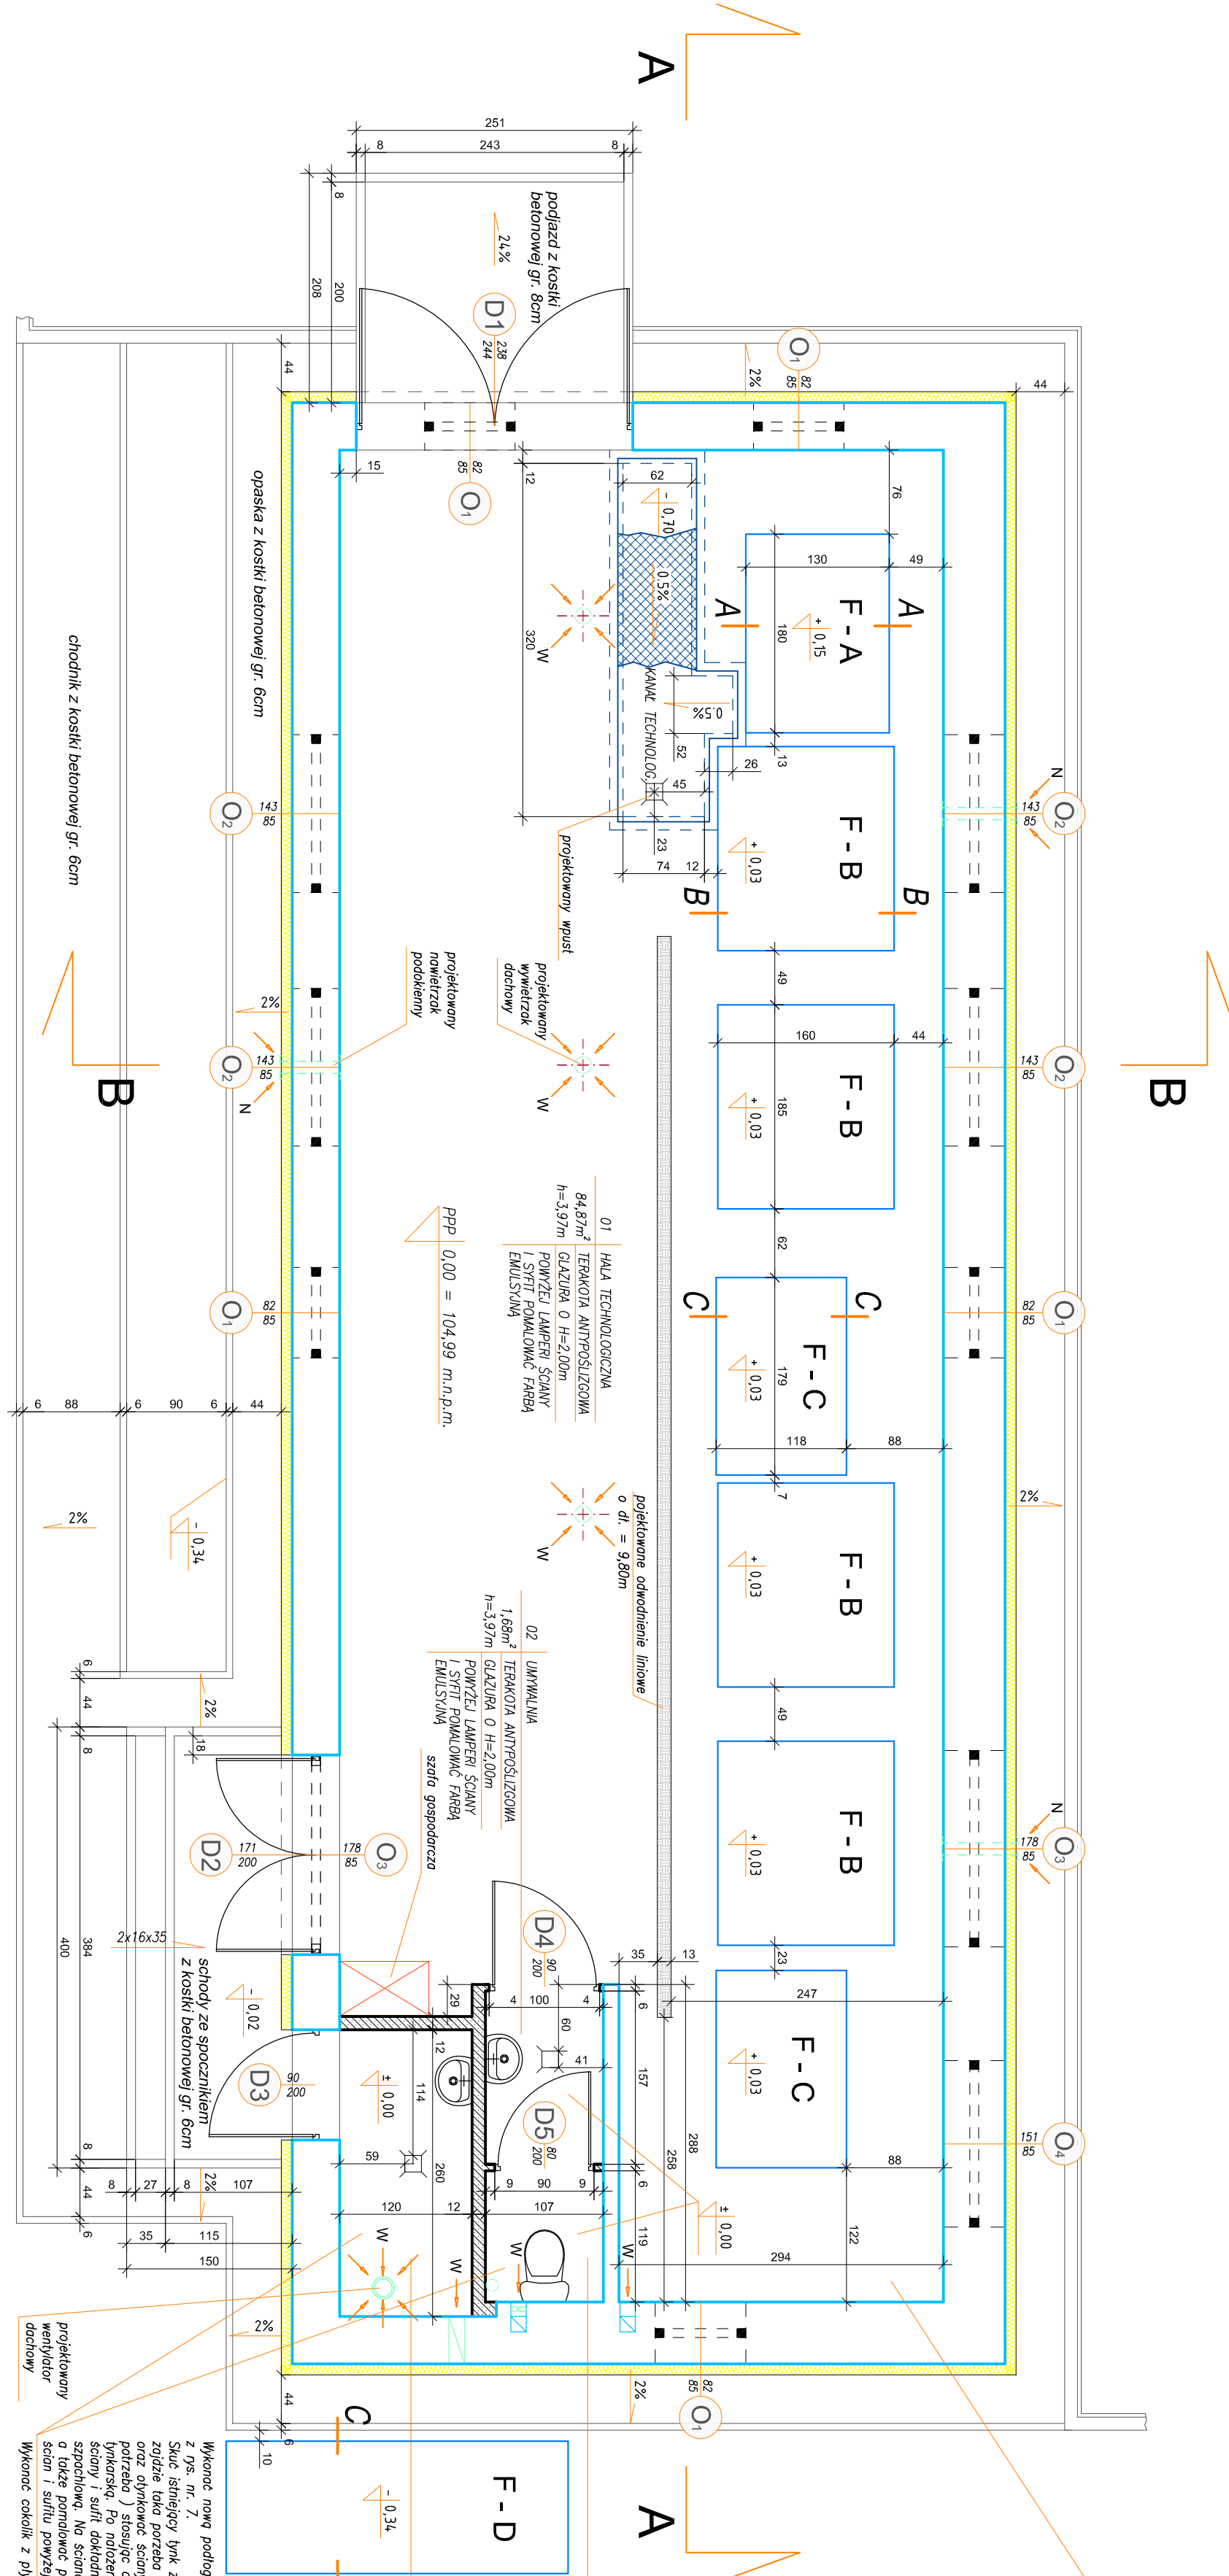 A
251
8
243
8
8
200
208
podjazd z kostki
betonowej gr. 8cm
24%
D1
238
244
O1
82
85
2%
44
44
15
12
62
- 0,70
0.5%
320
W
KANAŁ TECHNOLOG.
0.5%
52
26
45
23
74
12
76
130
49
A
A
F - A
+ 0,15
180
13
82
85
O1
opaska z kostki betonowej gr. 6cm
chodnik z kostki betonowej gr. 6cm
N
143
85
O2
F - B
+ 0,03
B
B
143
85
O2
projektowany wpust
49
projektowany
wywietrzak
dachowy
projektowany
nawietrzak
podokienny
2%
B
B
143
85
O2
143
85
O2
N
W
160
44
F - B
185
+ 0,03
62
01
HALA TECHNOLOGICZNA
84,87m²
TERAKOTA ANTYPOŚLIZGOWA
h=3,97m
GLAZURA O H=2,00m
POWYŻEJ LAMPERI ŚCIANY
I SYFIT POMALOWAĆ FARBĄ
EMULSYJNĄ
PPP 0,00 = 104,99 m.n.p.m.
82
85
O1
82
85
O1
C
C
F - C
179
+ 0,03
118
88
7
6
88
6
90
6
44
2%
- 0,34
2%
W
pojektowane odwodnienie liniowe
o dł. = 9,80m
F - B
+ 0,03
49
02
UMYWALNIA
1,68m²
TERAKOTA ANTYPOŚLIZGOWA
h=3,97m
GLAZURA O H=2,00m
POWYŻEJ LAMPERI ŚCIANY
I SYFIT POMALOWAĆ FARBĄ
EMULSYJNĄ
szafa gospodarcza
6
44
8
2%
18
D2
171
200
178
85
O3
N
178
85
O3
F - B
+ 0,03
23
D4
90
200
35
13
247
4
100
4
6
29
60
41
157
288
258
400
384
2x16x35
schody ze spocznikiem
z kostki betonowej gr. 6cm
- 0,02
D3
90
200
± 0,00
12
114
260
59
D5
80
200
9
90
9
6
F - C
+ 0,03
151
85
O4
88
122
± 0,00
8
44
6
2%
8
27
8
107
35
115
150
120
12
107
119
294
W
W
W
W
2%
82
85
O1
2%
44
6
10
projektowany
wentylator
dachowy
C
F - D
- 0,34
A
z rys. nr. 7.